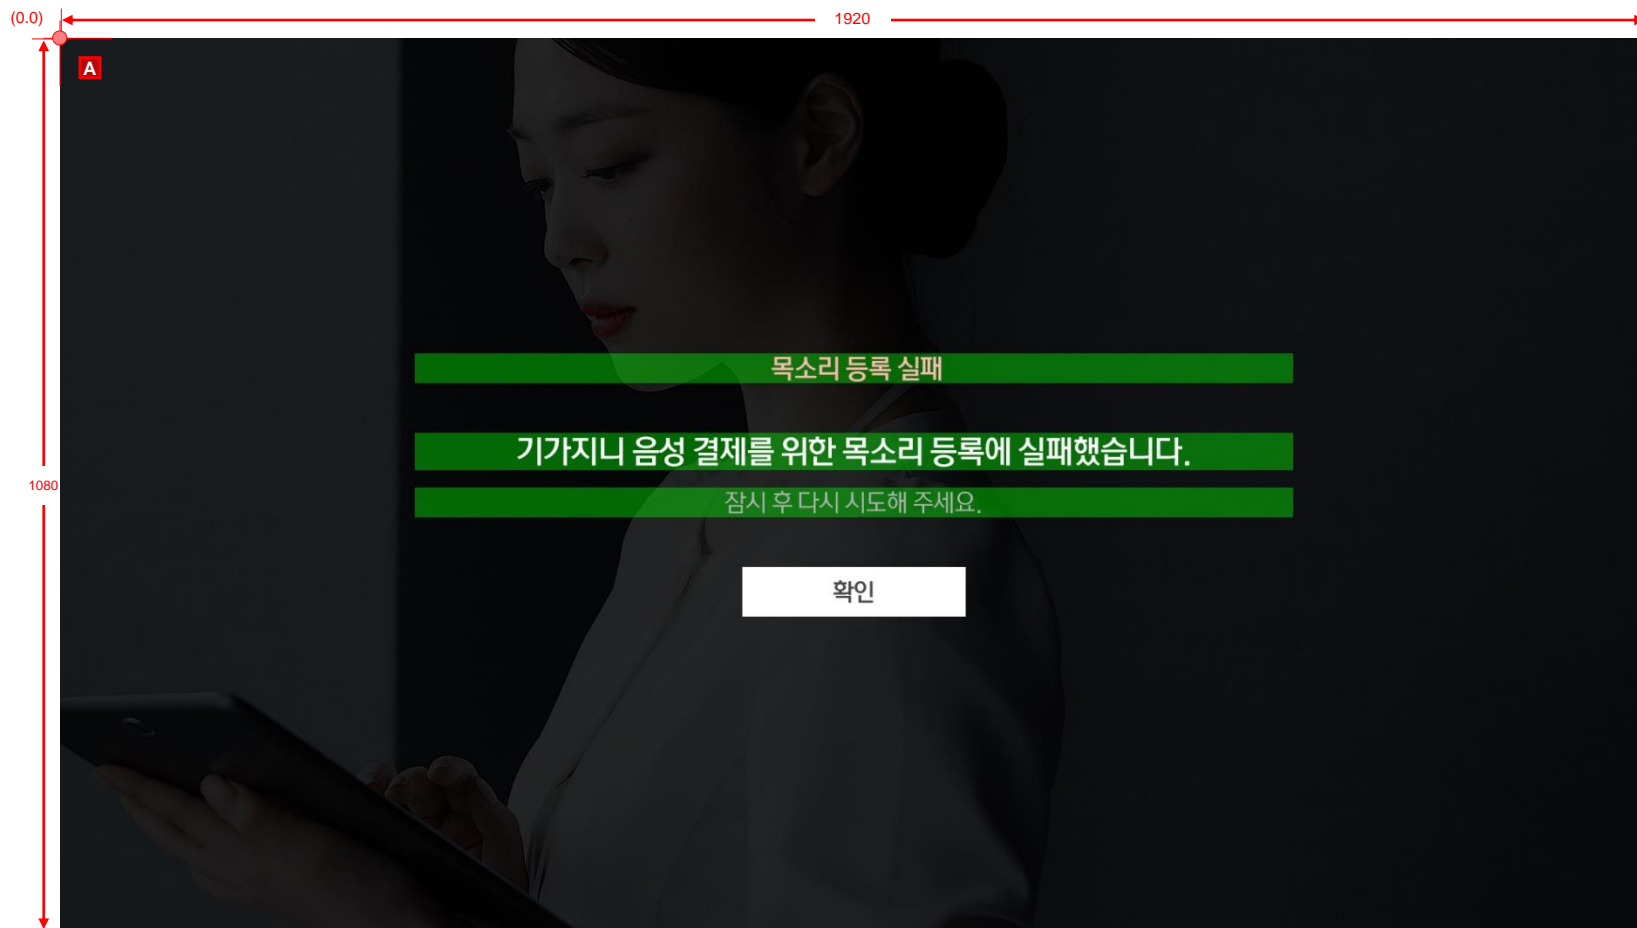 (0.0)
1920
A
목소리 등록 실패
기가지니 음성 결제를 위한 목소리 등록에 실패했습니다.
1080
잠시 후 다시 시도해 주세요.
확인